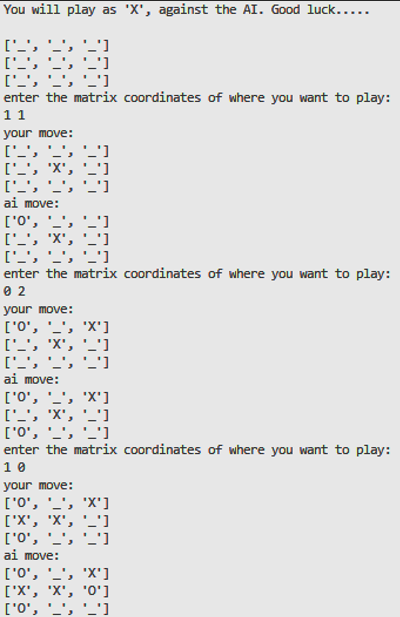 You will play as 'X', against the AI. Good luck.....
['_', '_', '_']
['_', '_', '_']
['_', '_', '_']
enter the matrix coordinates of where you want to play:
1 1
your move:
['_', '_', '_']
['_', 'X', '_']
['_', '_', '_']
ai move:
['O', '_', '_']
['_', 'X', '_']
['_', '_', '_']
enter the matrix coordinates of where you want to play:
0 2
your move:
['O', '_', 'X']
['_', 'X', '_']
['_', '_', '_']
ai move:
['O', '_', 'X']
['_', 'X', '_']
['O', '_', '_']
enter the matrix coordinates of where you want to play:
1 0
your move:
['O', '_', 'X']
['X', 'X', '_']
['O', '_', '_']
ai move:
['O', '_', 'X']
['X', 'X', 'O']
['O', '_', '_']